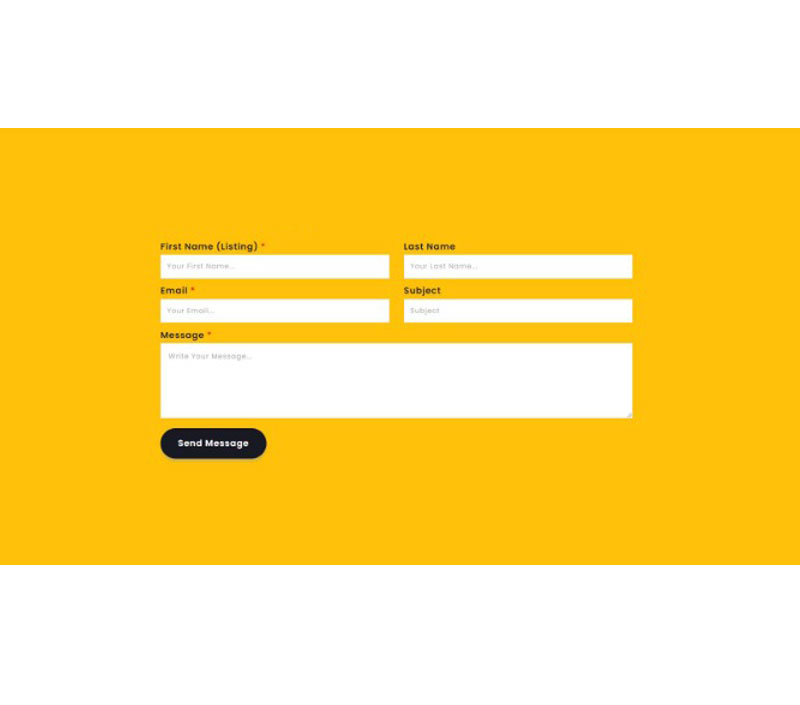 First Name (Listing) *
Last Name
Your First Name...
Your Last Name...
Email *
Subject
Your Email...
Subject
Message *
Write Your Message...
Send Message